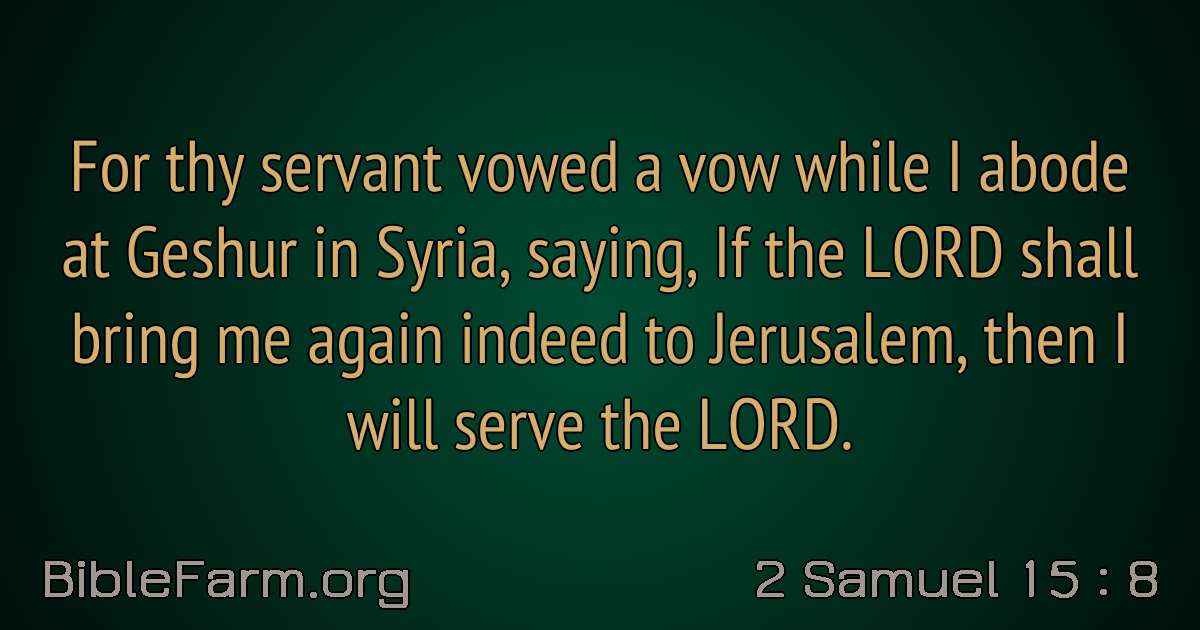 For thy servant vowed a vow while I abode
at Geshur in Syria, saying, If the LORD shall
bring me again indeed to Jerusalem, then I
will serve the LORD.
BibleFarm.org
2 Samuel 15 : 8